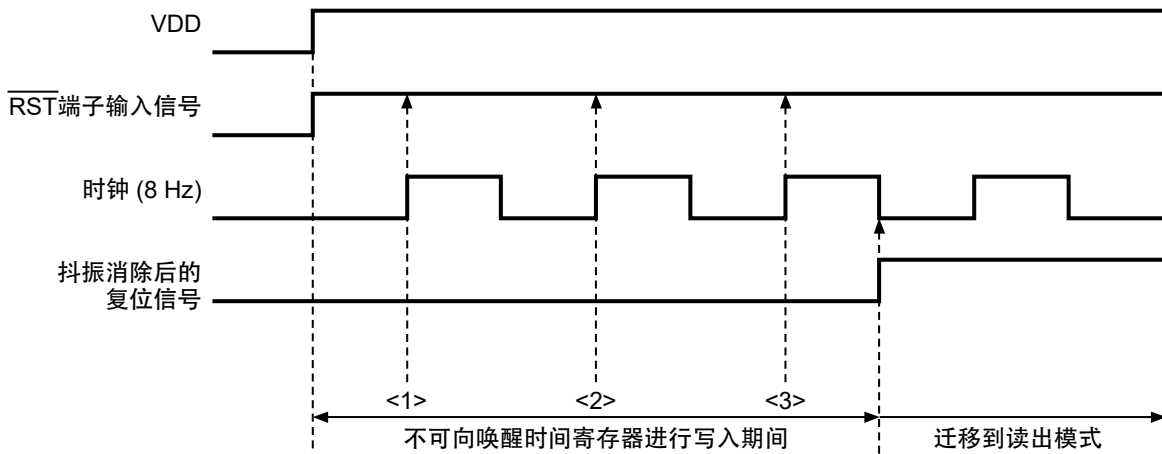 VDD
RST端子输入信号
时钟 (8 Hz)
抖振消除后的
复位信号
<1>
<2>
<3>
不可向唤醒时间寄存器进行写入期间
迁移到读出模式